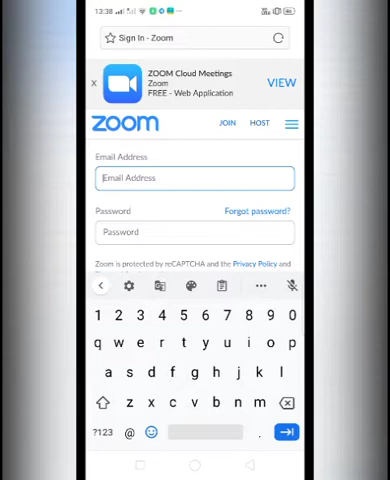 13:38
Sign In - Zoom
x
ZOOM Cloud Meetings
Zoom
FREE - Web Application
VIEW
zoom
JOIN
HOST
Email Address
Email Address
Password
Forgot password?
Password
Zoom is protected by reCAPTCHA and the Privacy Policy and
1 2 3 4 5 6 7 8 9 0
q w e r t y u i o p
a s d f g h j k l
z x c v b n m
?123 @ .